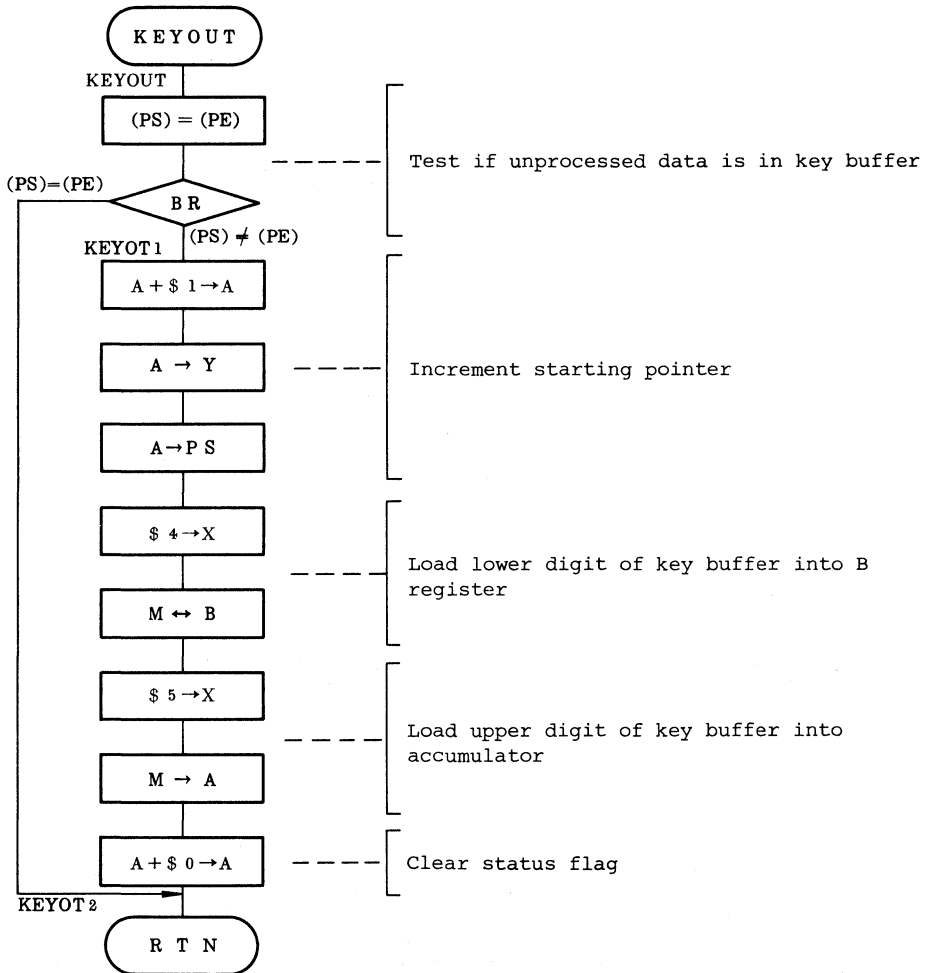 KEYOUT
KEYOUT
(PS) = (PE)
Test if unprocessed data is in key buffer
(PS)=(PE)
BR
(PS) ≠ (PE)
KEYOT1
A + $ 1 → A
A → Y
Increment starting pointer
A → P S
$ 4 → X
Load lower digit of key buffer into B
register
M ↔ B
$ 5 → X
Load upper digit of key buffer into
accumulator
M → A
A + $ 0 → A
Clear status flag
KEYOT2
R T N